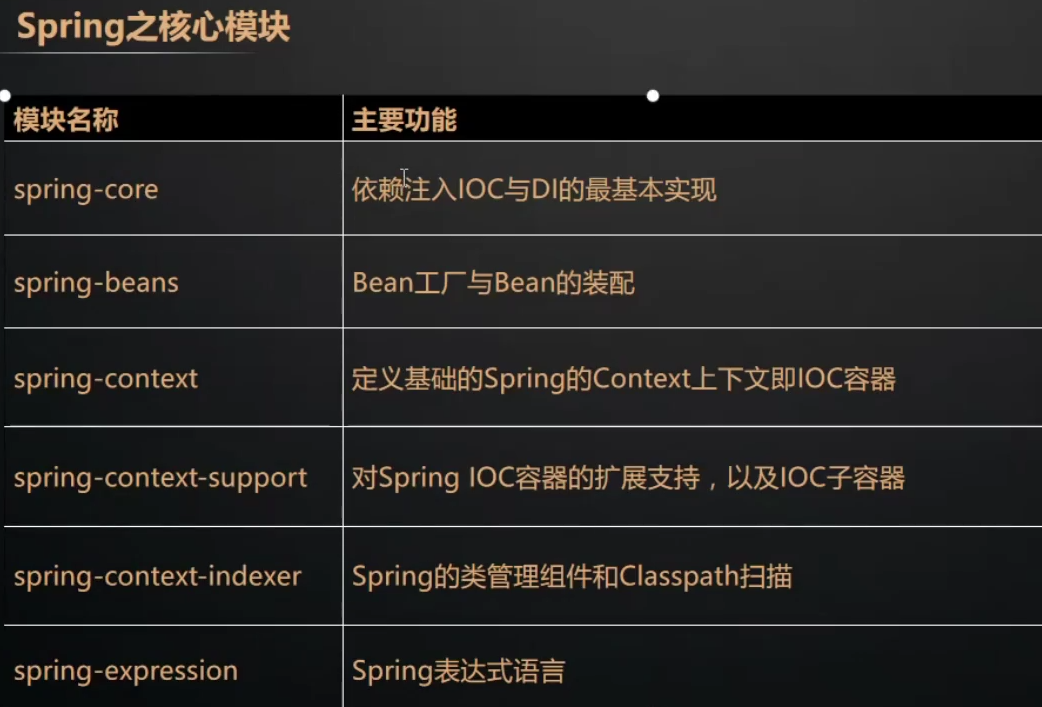 Spring之核心模块
模块名称 主要功能
spring-core 依赖注入IOC与DI的最基本实现
spring-beans Bean工厂与Bean的装配
spring-context 定义基础的Spring的Context上下文即IOC容器
spring-context-support 对Spring IOC容器的扩展支持，以及IOC子容器
spring-context-indexer Spring的类管理组件和Classpath扫描
spring-expression Spring表达式语言